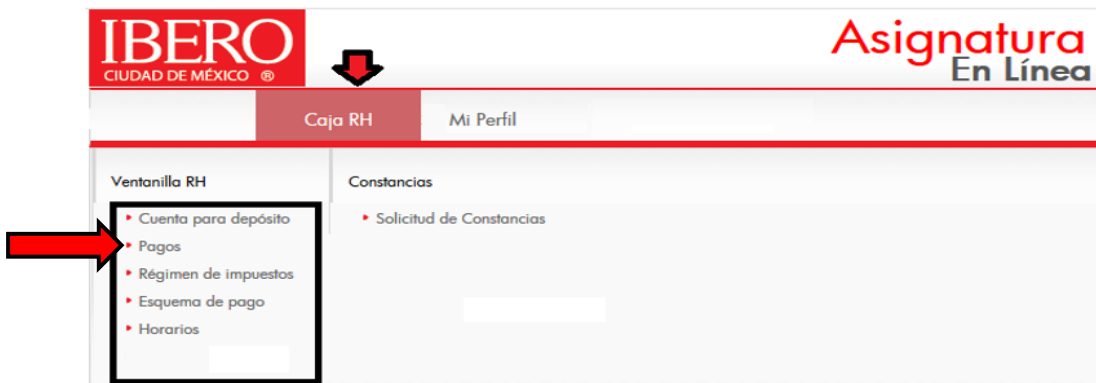 IBERO
CIUDAD DE MÉXICO ®
Asignatura
En Línea
Caja RH
Mi Perfil
Ventanilla RH
Constancias
Cuenta para depósito
Solicitud de Constancias
Pagos
Régimen de impuestos
Esquema de pago
Horarios